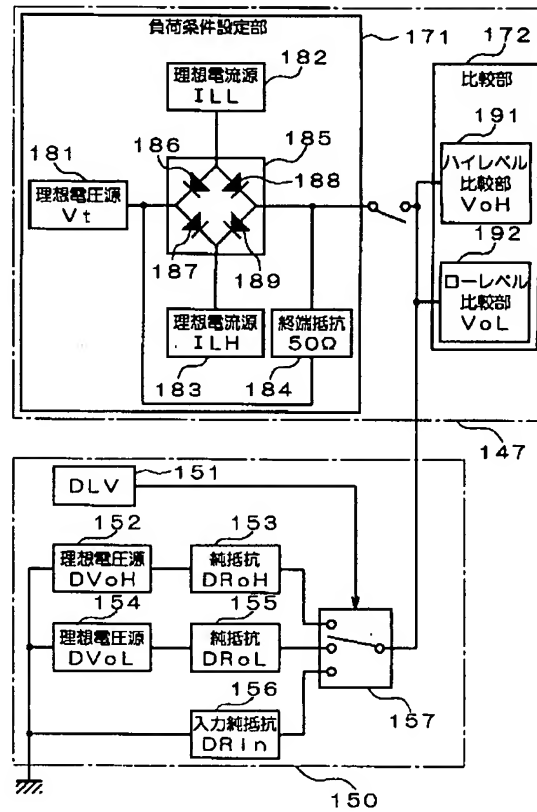 負荷条件設定部
171
172
182
理想電流源
ILL
比較部
191
186
185
ハイレベル
比較部
VoH
181
理想電圧源
Vt
188
192
187
189
ローレベル
比較部
VoL
理想電流源
ILH
終端抵抗
50Ω
183
184
147
151
DLV
152
153
理想電圧源
DVoH
純抵抗
DRoH
154
155
理想電圧源
DVoL
純抵抗
DRoL
156
入力純抵抗
DRIn
157
150